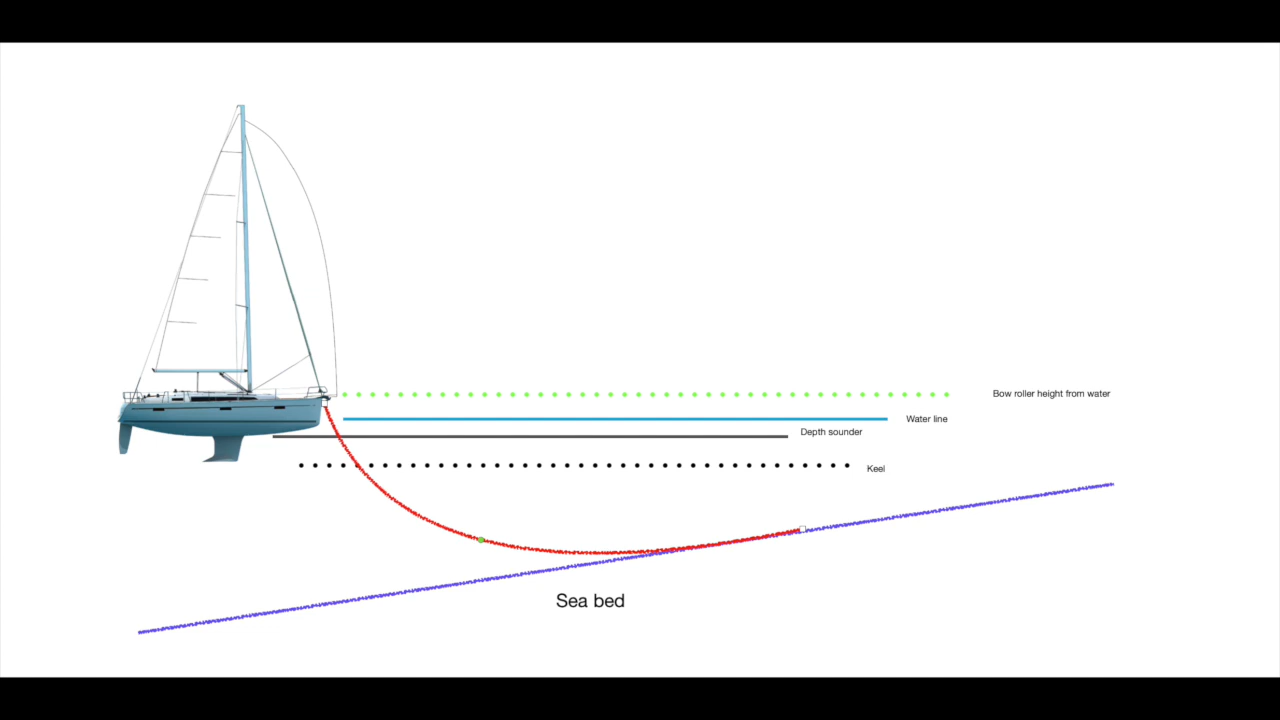 Bow roller height from water
Water line
Depth sounder
Keel
Sea bed